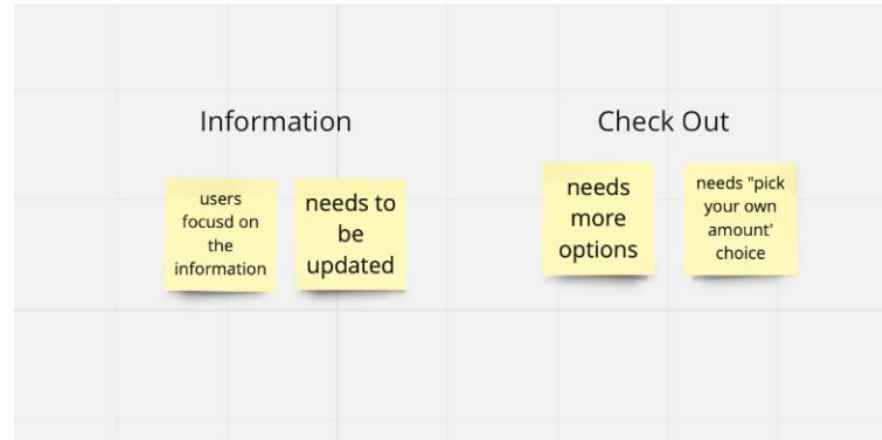 Information
users
focusd on
the
information
needs to
be
updated
Check Out
needs
more
options
needs "pick
your own
amount'
choice